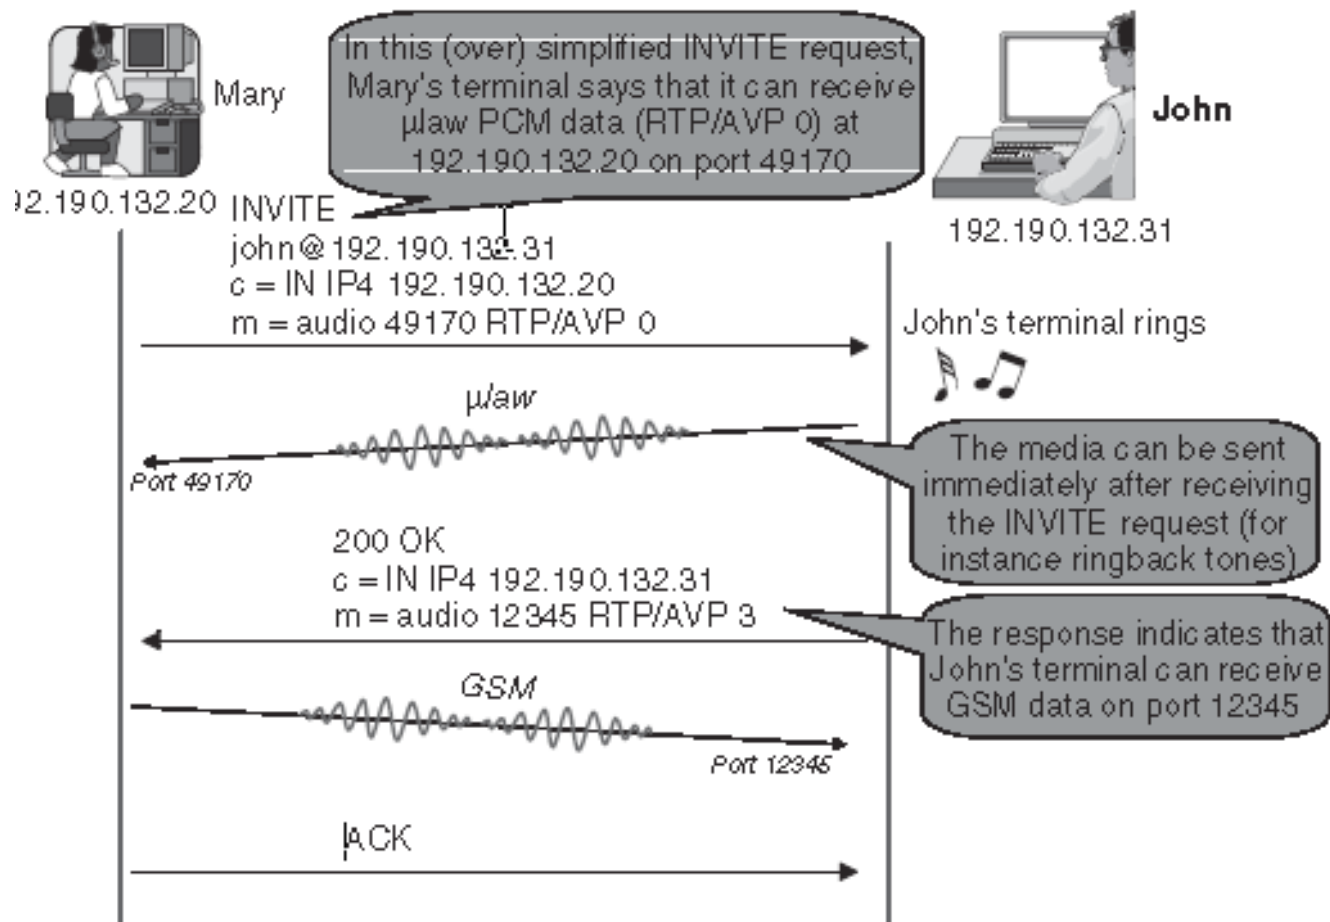 In this (over) simplified INVITE request,
Mary's terminal says that it can receive
µlaw PCM data (RTP/AVP 0) at
192.190.132.20 on port 49170
Mary
John
92.190.132.20
192.190.132.31
INVITE
john@192.190.132.31
c = IN IP4 192.190.132.20
m = audio 49170 RTP/AVP 0
John's terminal rings
µlaw
Port 49170
The media can be sent
immediately after receiving
the INVITE request (for
instance ringback tones)
200 OK
c = IN IP4 192.190.132.31
m = audio 12345 RTP/AVP 3
The response indicates that
John's terminal can receive
GSM data on port 12345
GSM
Port 12345
ACK